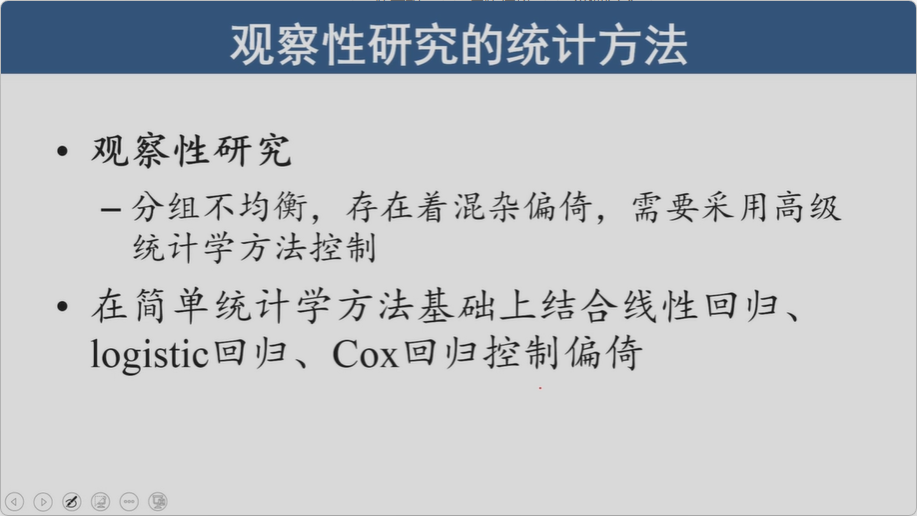 观察性研究的统计方法
• 观察性研究
– 分组不均衡，存在着混杂偏倚，需要采用高级
统计学方法控制
• 在简单统计学方法基础上结合线性回归、
logistic回归、Cox回归控制偏倚